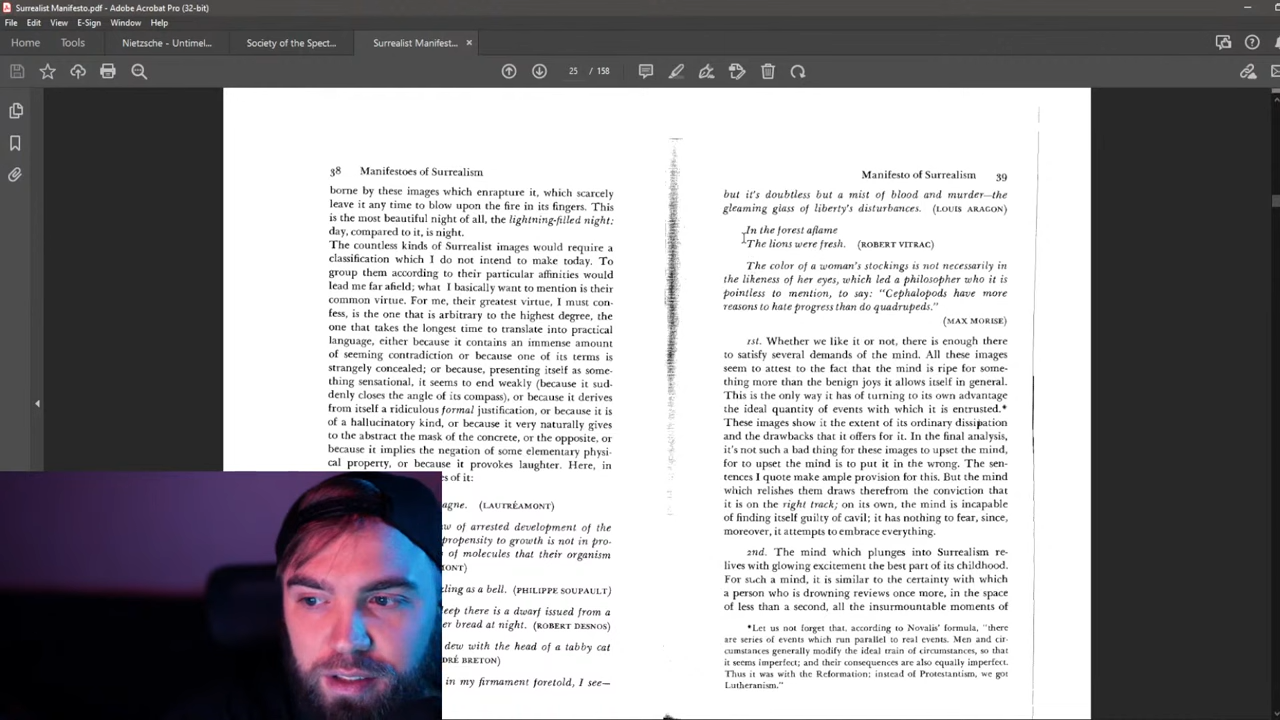 Surrealist Manifesto.pdf - Adobe Acrobat Pro (32-bit)
File Edit View E-Sign Window Help
Home Tools Nietzsche - Untimel... Society of the Spect... Surrealist Manifest... ×
25 / 158
38 Manifestoes of Surrealism
borne by these images which enrapture it, which scarcely
leave it any time to blow upon the fire in its fingers. This
is the most beautiful night of all, the lightning-filled night:
day, compared to it, is night.
The countless kinds of Surrealist images would require a
classification which I do not intend to make today. To
group them according to their particular affinities would
lead me far afield; what I basically want to mention is their
common virtue. For me, their greatest virtue, I must con-
fess, is the one that is arbitrary to the highest degree, the
one that takes the longest time to translate into practical
language, either because it contains an immense amount
of seeming contradiction or because one of its terms is
strangely concealed; or because, presenting itself as some-
thing sensational, it seems to end weakly (because it sud-
denly closes the angle of its compass), or because it derives
from itself a ridiculous formal justification, or because it is
of a hallucinatory kind, or because it very naturally gives
to the abstract the mask of the concrete, or the opposite, or
because it implies the negation of some elementary physi-
cal property, or because it provokes laughter. Here, in
es of it:
agne. (LAUTRÉAMONT)
w of arrested development of the
propensity to growth is not in pro-
n of molecules that their organism
MONT)
ling as a bell. (PHILIPPE SOUPAULT)
leep there is a dwarf issued from a
er bread at night. (ROBERT DESNOS)
dew with the head of a tabby cat
DRÉ BRETON)
in my firmament foretold, I see—
Manifesto of Surrealism 39
but it's doubtless but a mist of blood and murder—the
gleaming glass of liberty's disturbances. (LOUIS ARAGON)
In the forest aflame
The lions were fresh. (ROBERT VITRAC)
The color of a woman's stockings is not necessarily in
the likeness of her eyes, which led a philosopher who it is
pointless to mention, to say: "Cephalopods have more
reasons to hate progress than do quadrupeds."
(MAX MORISE)
1st. Whether we like it or not, there is enough there
to satisfy several demands of the mind. All these images
seem to attest to the fact that the mind is ripe for some-
thing more than the benign joys it allows itself in general.
This is the only way it has of turning to its own advantage
the ideal quantity of events with which it is entrusted.*
These images show it the extent of its ordinary dissipation
and the drawbacks that it offers for it. In the final analysis,
it's not such a bad thing for these images to upset the mind,
for to upset the mind is to put it in the wrong. The sen-
tences I quote make ample provision for this. But the mind
which relishes them draws therefrom the conviction that
it is on the right track; on its own, the mind is incapable
of finding itself guilty of cavil; it has nothing to fear, since,
moreover, it attempts to embrace everything.
2nd. The mind which plunges into Surrealism re-
lives with glowing excitement the best part of its childhood.
For such a mind, it is similar to the certainty with which
a person who is drowning reviews once more, in the space
of less than a second, all the insurmountable moments of
*Let us not forget that, according to Novalis' formula, "there
are series of events which run parallel to real events. Men and cir-
cumstances generally modify the ideal train of circumstances, so that
it seems imperfect; and their consequences are also equally imperfect.
Thus it was with the Reformation; instead of Protestantism, we got
Lutheranism."